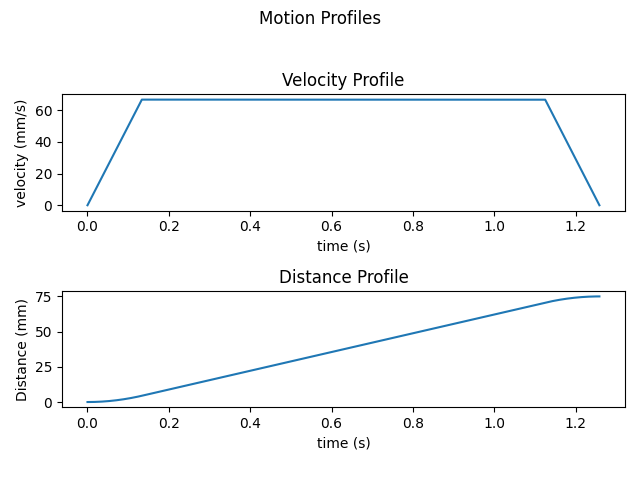 Motion Profiles
Velocity Profile
velocity (mm/s)
60
40
20
0
0.0 0.2 0.4 0.6 0.8 1.0 1.2
time (s)
Distance Profile
Distance (mm)
75
50
25
0
0.0 0.2 0.4 0.6 0.8 1.0 1.2
time (s)